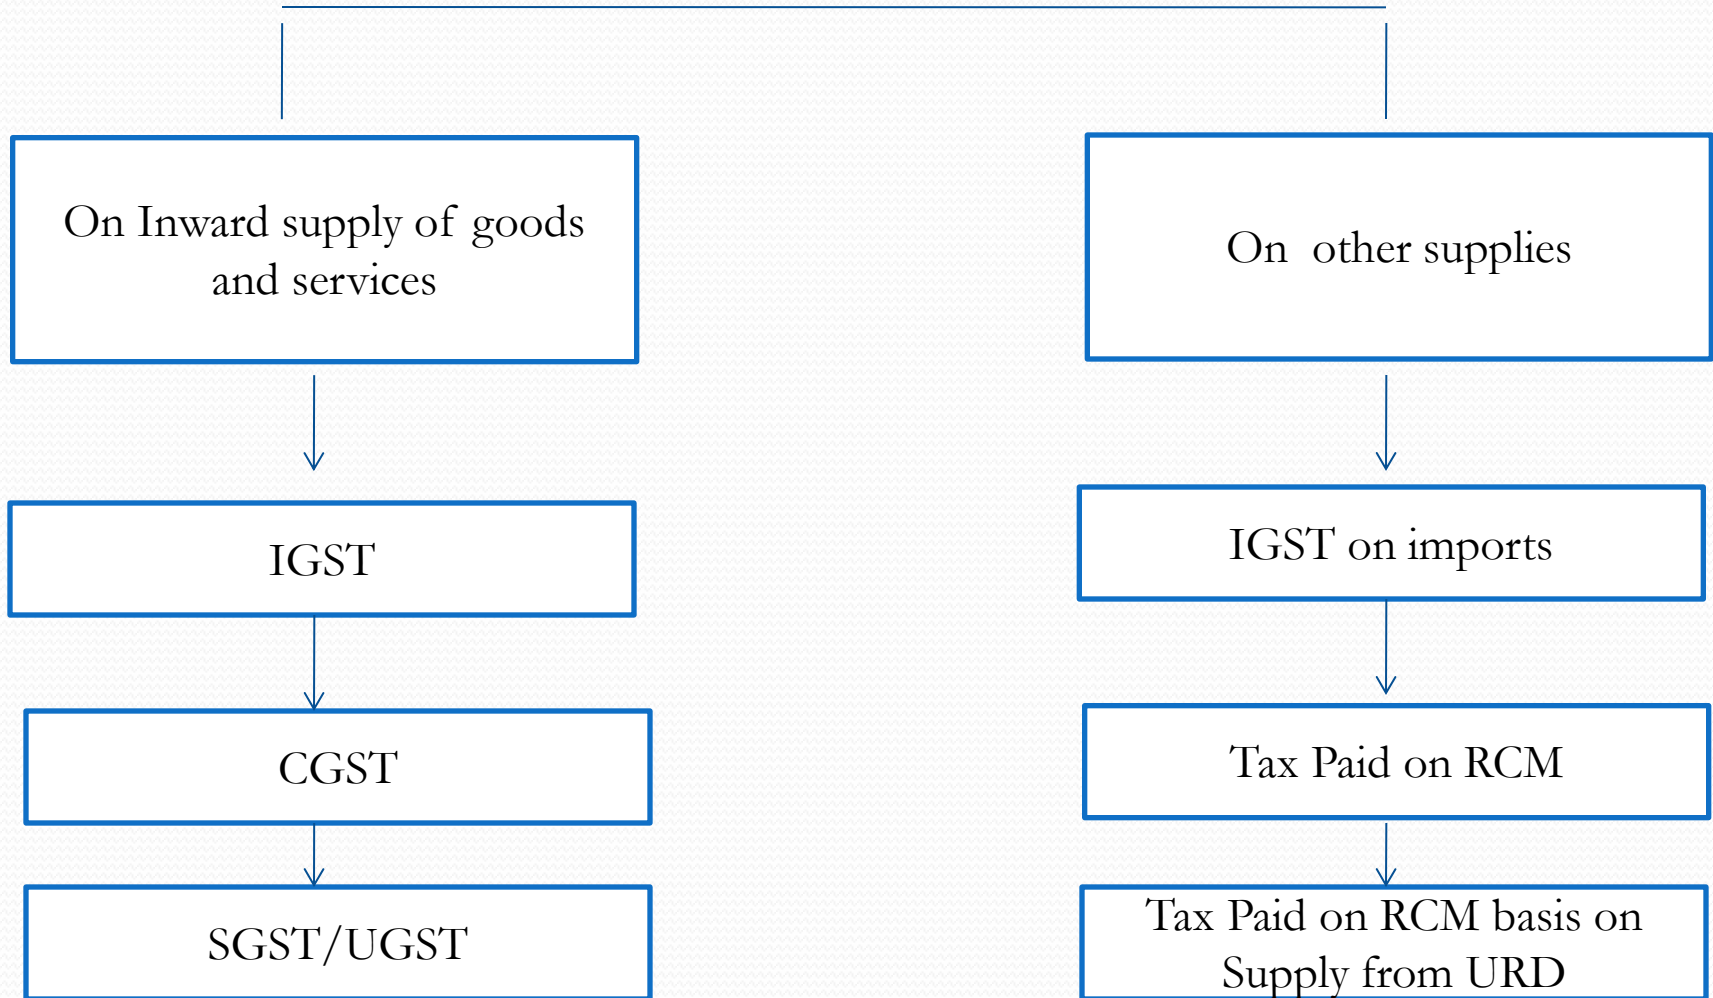 On Inward supply of goods
and services
On other supplies
IGST
IGST on imports
CGST
Tax Paid on RCM
SGST/UGST
Tax Paid on RCM basis on
Supply from URD